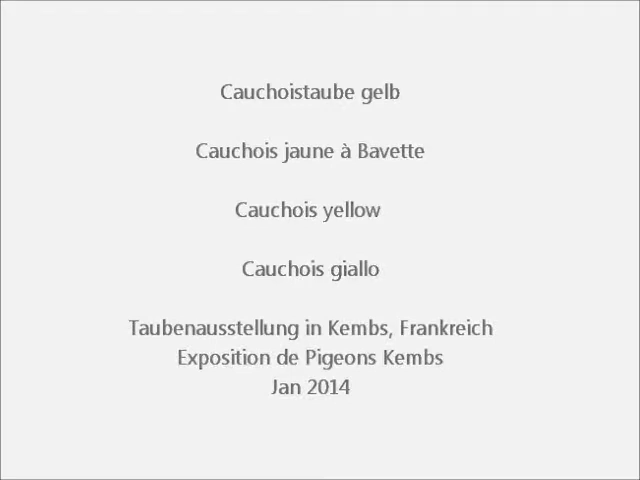 Cauchoistaube gelb
Cauchois jaune à Bavette
Cauchois yellow
Cauchois giallo
Taubenausstellung in Kembs, Frankreich
Exposition de Pigeons Kembs
Jan 2014